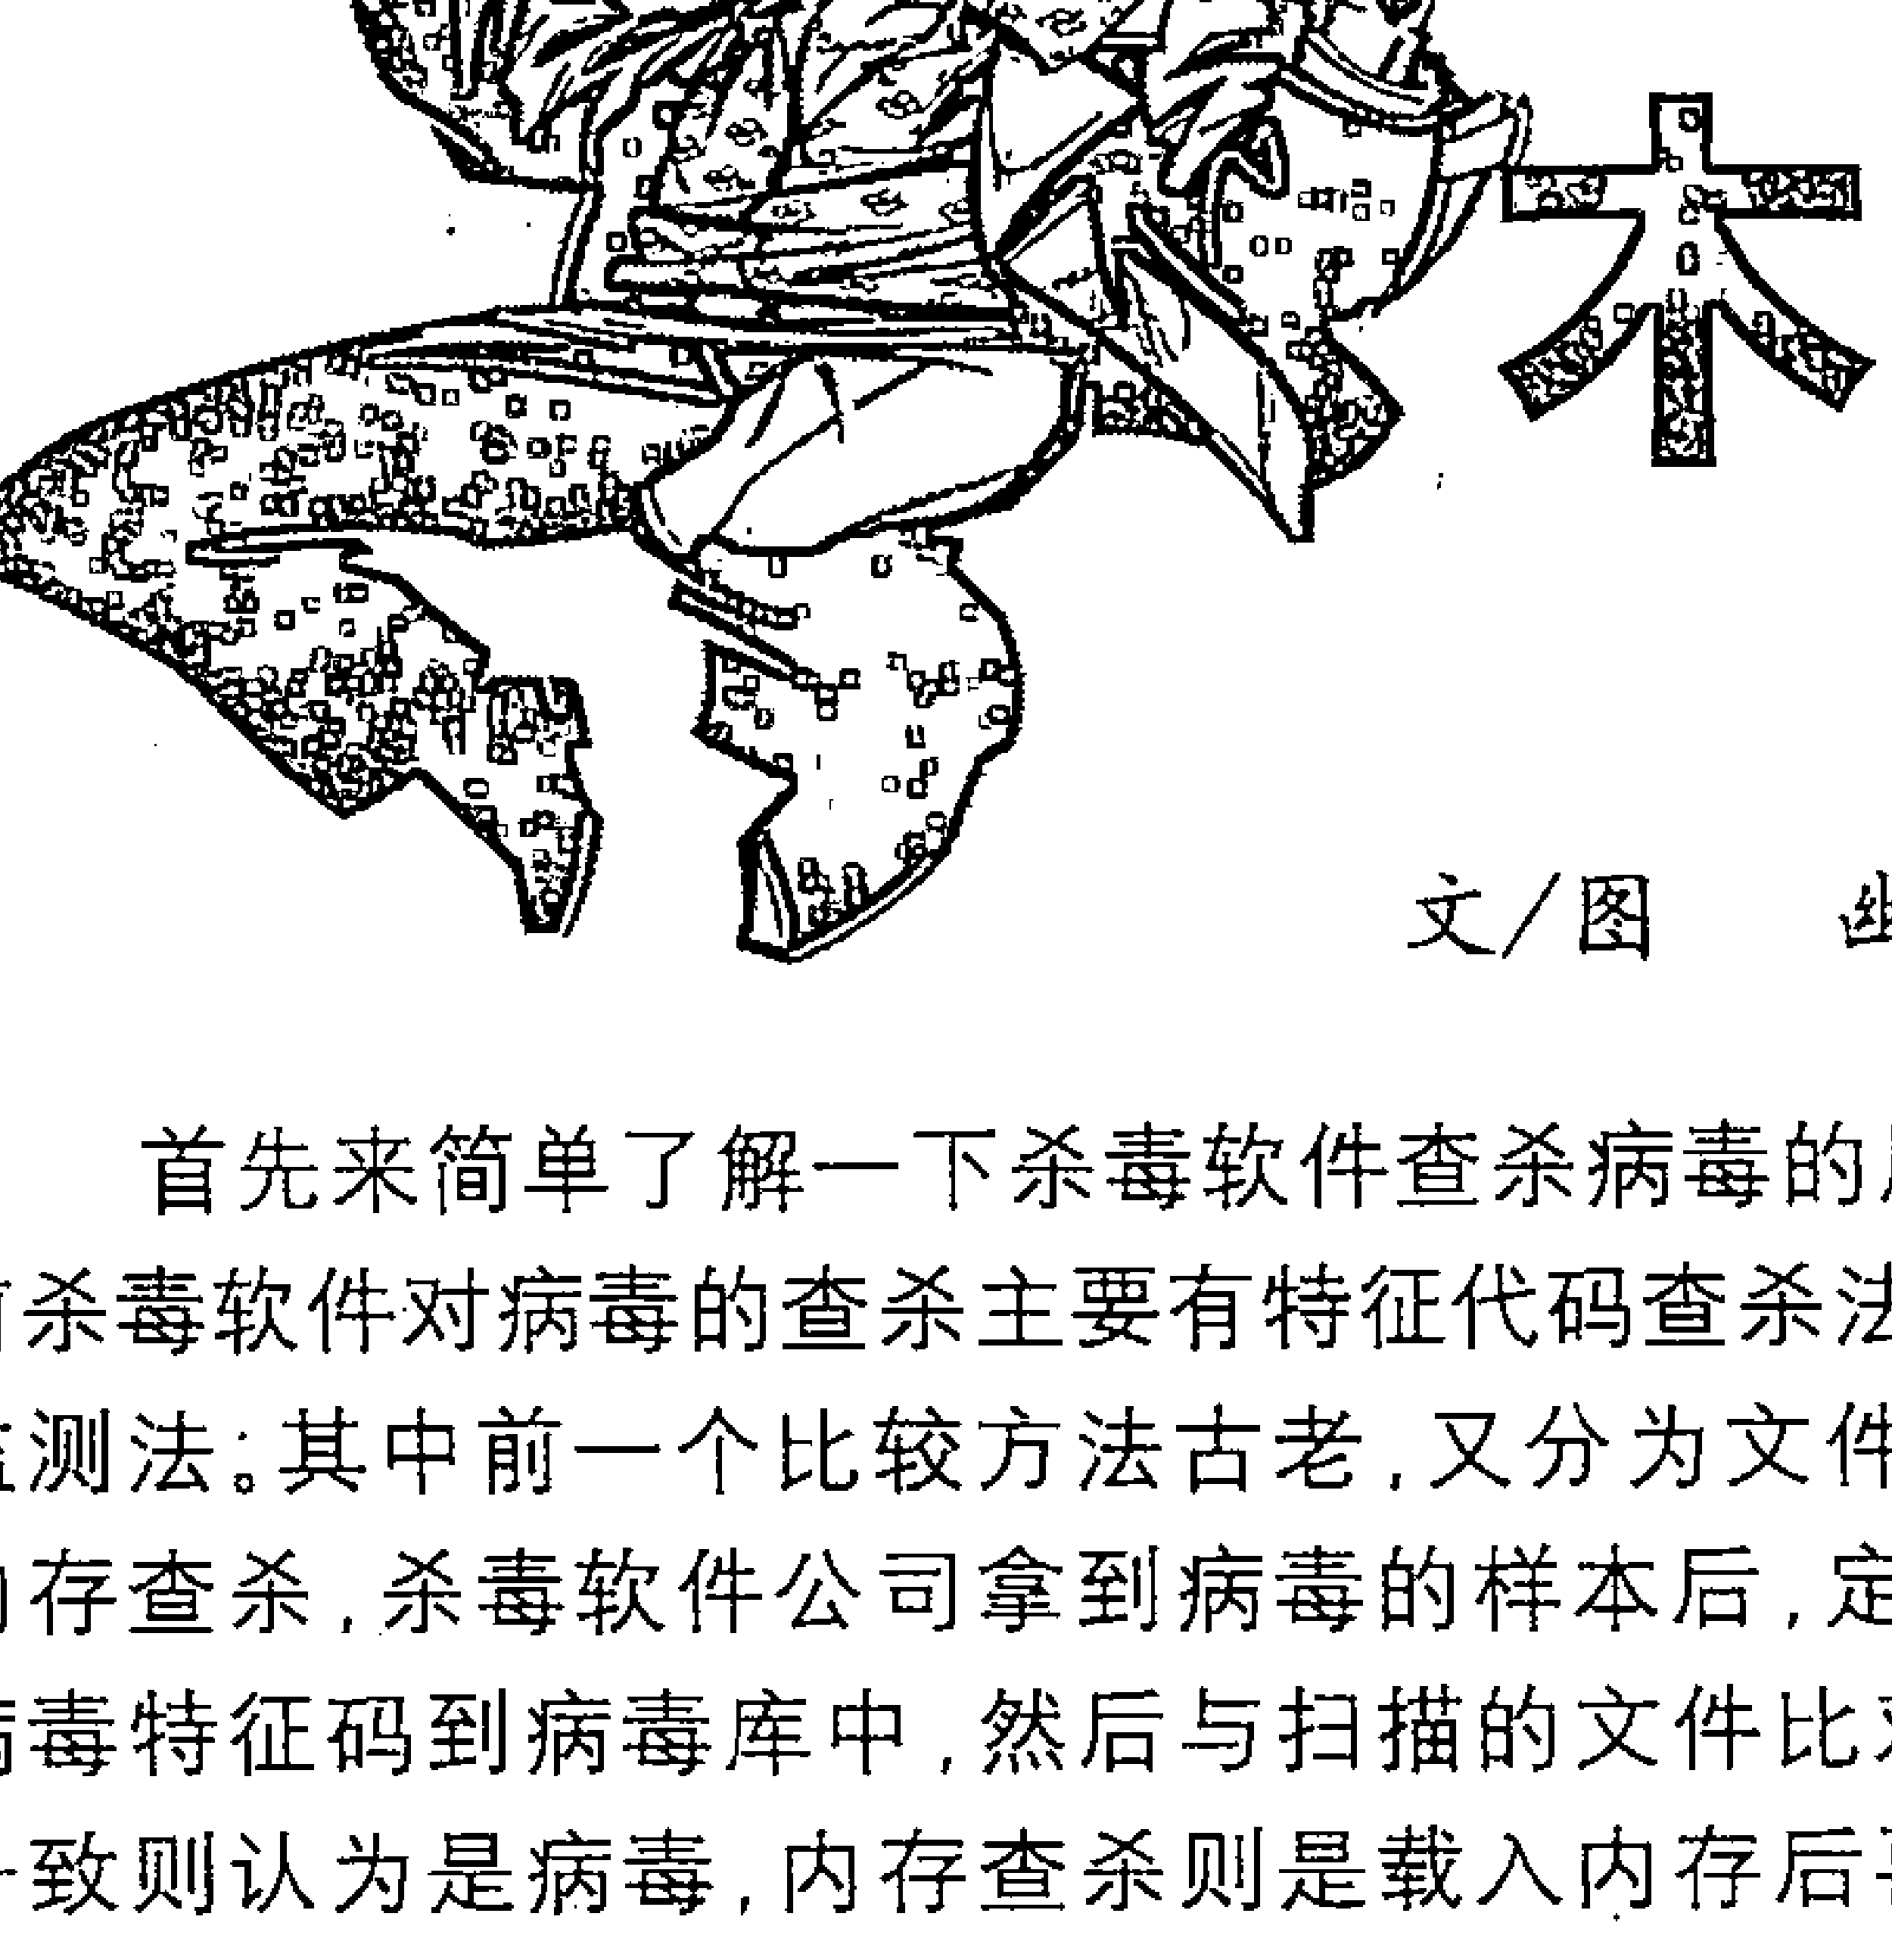 木
文/图
首先来简单了解一下杀毒软件查杀病毒的
杀毒软件对病毒的查杀主要有特征代码查杀法
测法。其中前一个比较方法古老,又分为文件
存查杀,杀毒软件公司拿到病毒的样本后,定
毒特征码到病毒库中,然后与扫描的文件比
致则认为是病毒,内存查杀则是载入内存后